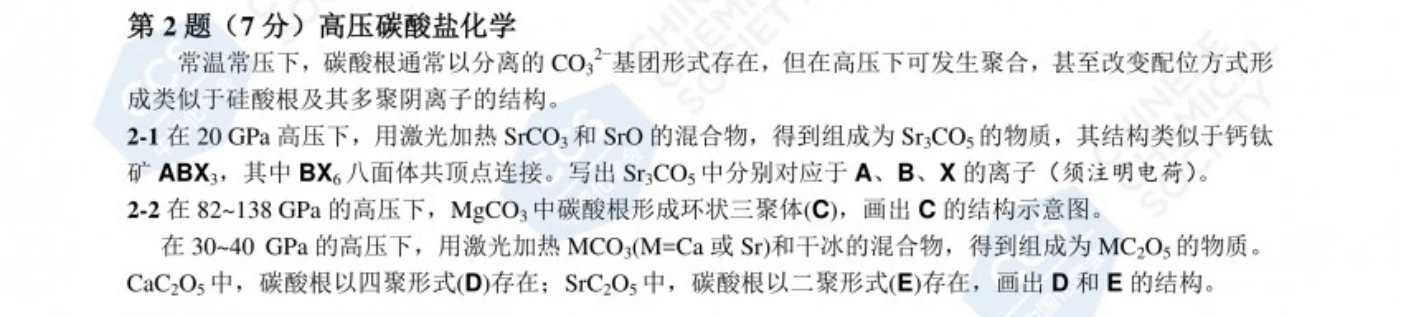 第 2 题（7 分）高压碳酸盐化学
常温常压下，碳酸根通常以分离的 CO₃²⁻基团形式存在，但在高压下可发生聚合，甚至改变配位方式形
成类似于硅酸根及其多聚阴离子的结构。
2-1 在 20 GPa 高压下，用激光加热 SrCO₃ 和 SrO 的混合物，得到组成为 Sr₃CO₅ 的物质，其结构类似于钙钛
矿 ABX₃，其中 BX₆ 八面体共顶点连接。写出 Sr₃CO₅ 中分别对应于 A、B、X 的离子（须注明电荷）。
2-2 在 82~138 GPa 的高压下，MgCO₃ 中碳酸根形成环状三聚体(C)，画出 C 的结构示意图。
在 30~40 GPa 的高压下，用激光加热 MCO₃(M=Ca 或 Sr)和干冰的混合物，得到组成为 MC₂O₅ 的物质。
CaC₂O₅ 中，碳酸根以四聚形式(D)存在；SrC₂O₅ 中，碳酸根以二聚形式(E)存在，画出 D 和 E 的结构。